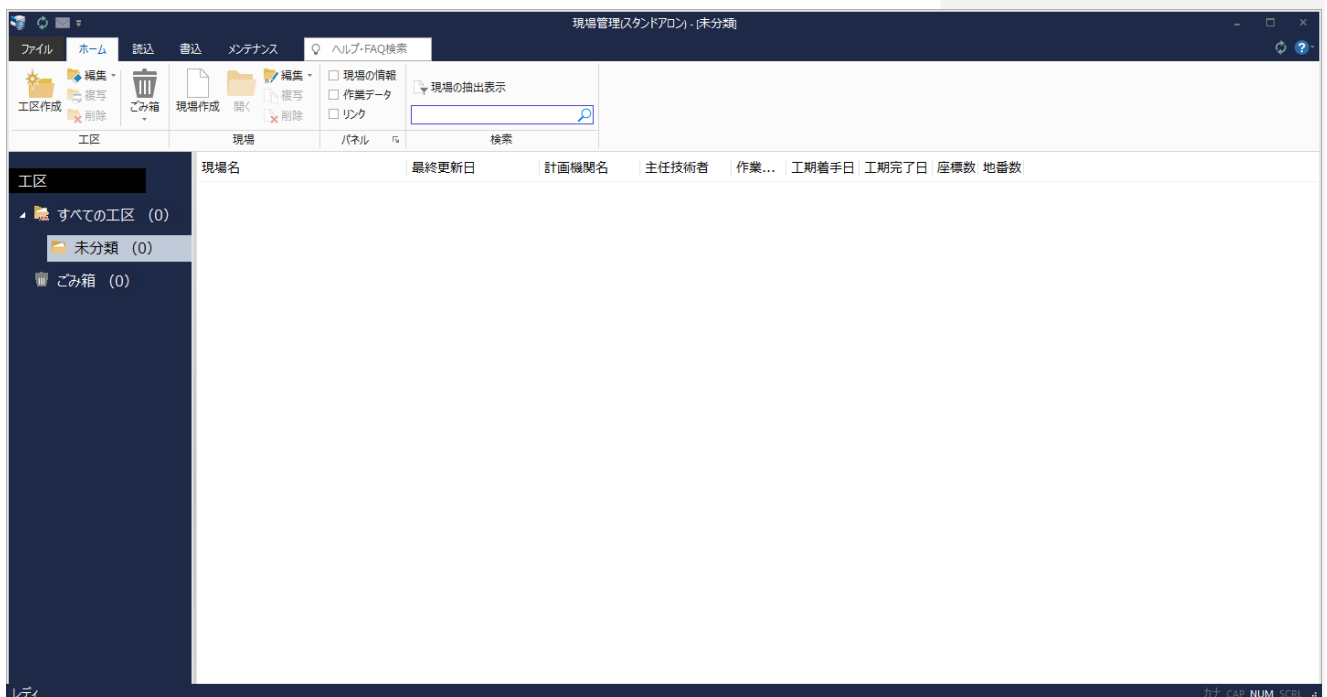 現場管理(スタンドアロン) - [未分類]
ファイル ホーム 読込 書込 メンテナンス ヘルプ・FAQ検索
工区作成 編集 複写 削除 ごみ箱
工区
現場作成 開く 編集 複写 削除
現場
現場の情報
作業データ
リンク
パネル
現場の抽出表示
検索
工区
すべての工区 (0)
未分類 (0)
ごみ箱 (0)
現場名 最終更新日 計画機関名 主任技術者 作業... 工期着手日 工期完了日 座標数 地番数
レディ
カナ CAP NUM SCRL